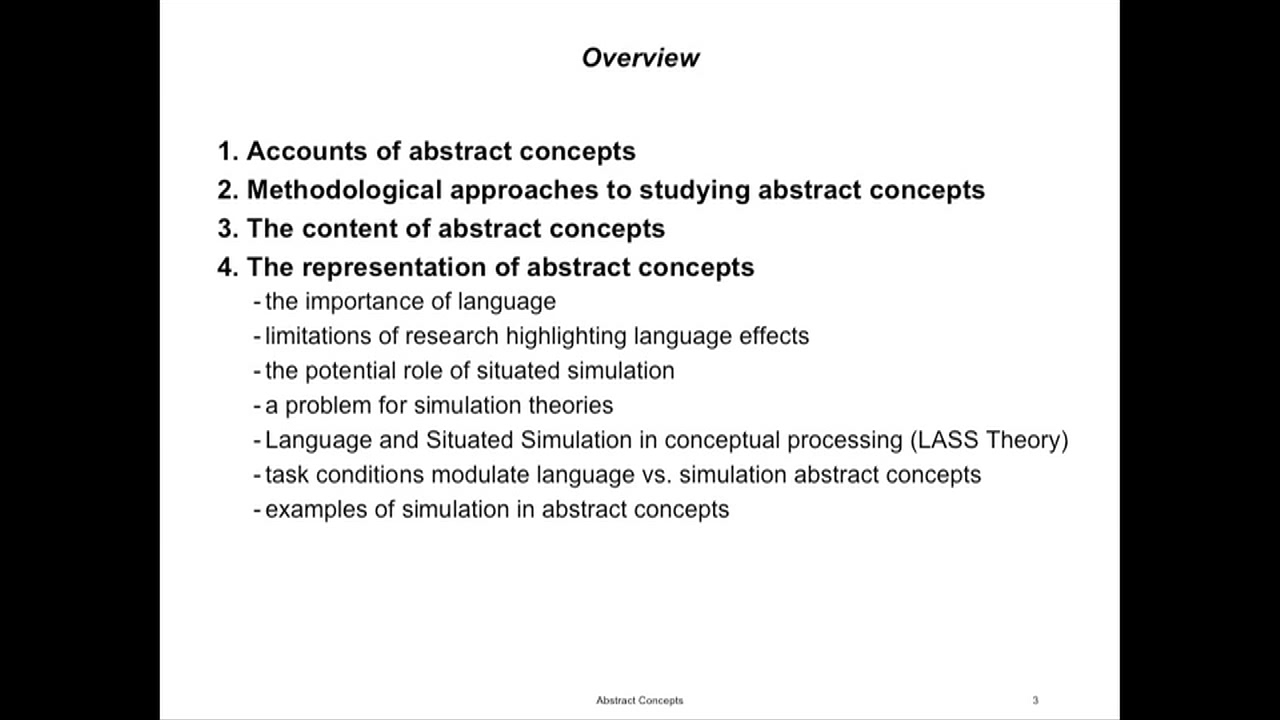 Overview
1. Accounts of abstract concepts
2. Methodological approaches to studying abstract concepts
3. The content of abstract concepts
4. The representation of abstract concepts
- the importance of language
- limitations of research highlighting language effects
- the potential role of situated simulation
- a problem for simulation theories
- Language and Situated Simulation in conceptual processing (LASS Theory)
- task conditions modulate language vs. simulation abstract concepts
- examples of simulation in abstract concepts
Abstract Concepts 3